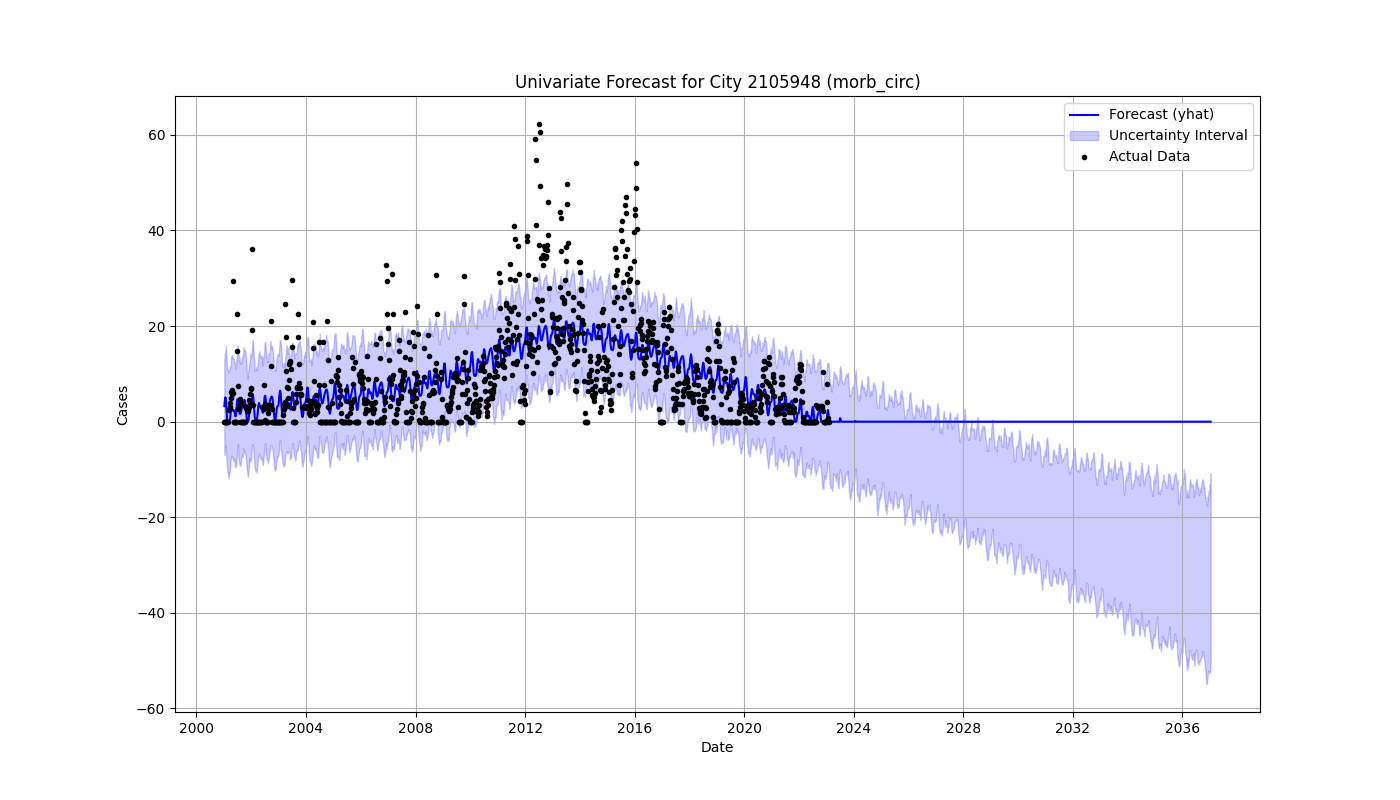 Univariate Forecast for City 2105948 (morb_circ)
Forecast (yhat)
Uncertainty Interval
Actual Data
Cases
60
40
20
0
−20
−40
−60
2000 2004 2008 2012 2016 2020 2024 2028 2032 2036
Date